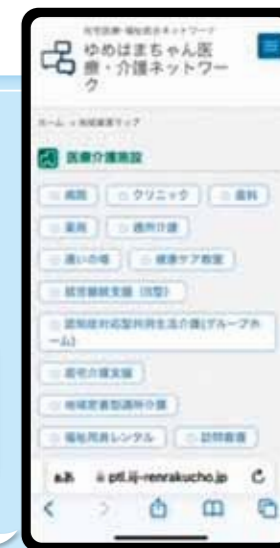 在宅医療・福祉統合ネットワーク
ゆめはまちゃん医
療・介護ネットワー
ク
ホーム > 地域資源マップ
医療介護施設
病院
クリニック
歯科
薬局
通所介護
通いの場
健康ケア教室
就労継続支援（B型）
認知症対応型共同生活介護(グループホ
ーム)
居宅介護支援
地域密着型通所介護
福祉用具レンタル
訪問看護
ぁあ
ptl.iij-renrakucho.jp